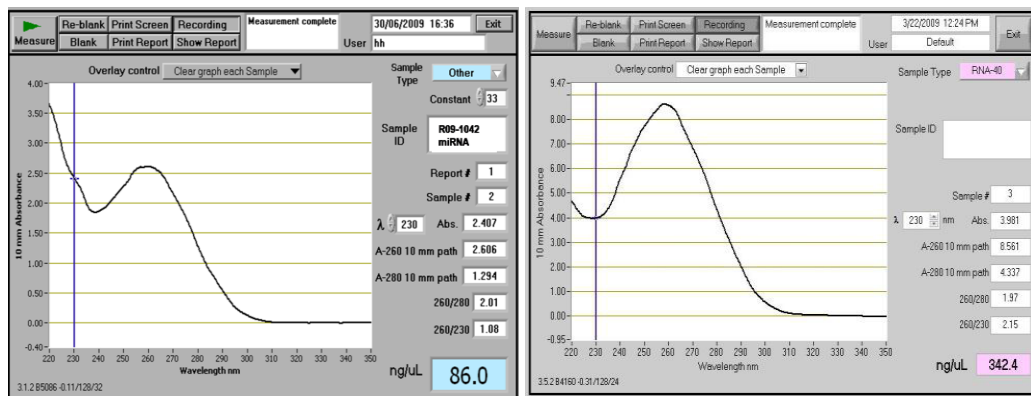 Measure
Re-blank Print Screen Recording
Blank Print Report Show Report
Measurement complete
30/06/2009 16:36 Exit
User hh
Overlay control Clear graph each Sample
Sample Type Other
Constant 33
Sample ID R09-1042 miRNA
Report # 1
Sample # 2
λ 230 Abs. 2.407
A-260 10 mm path 2.606
A-280 10 mm path 1.294
260/280 2.01
260/230 1.08
ng/uL 86.0
10 mm Absorbance
4.00
3.50
3.00
2.50
2.00
1.50
1.00
0.50
0.00
-0.40
220 230 240 250 260 270 280 290 300 310 320 330 340 350
Wavelength nm
3.1.2 B5086 -0.11/128/32
Measure
Re-blank Print Screen Recording
Blank Print Report Show Report
Measurement complete
3/22/2009 12:24 PM Exit
User Default
Overlay control Clear graph each Sample
Sample Type RNA-40
Sample ID
Sample # 3
λ 230 nm Abs. 3.981
A-260 10 mm path 8.561
A-280 10 mm path 4.337
260/280 1.97
260/230 2.15
ng/uL 342.4
10 mm Absorbance
9.47
8.00
7.00
6.00
5.00
4.00
3.00
2.00
1.00
0.00
-0.95
220 230 240 250 260 270 280 290 300 310 320 330 340 350
Wavelength nm
3.5.2 B4160 -0.31/128/24